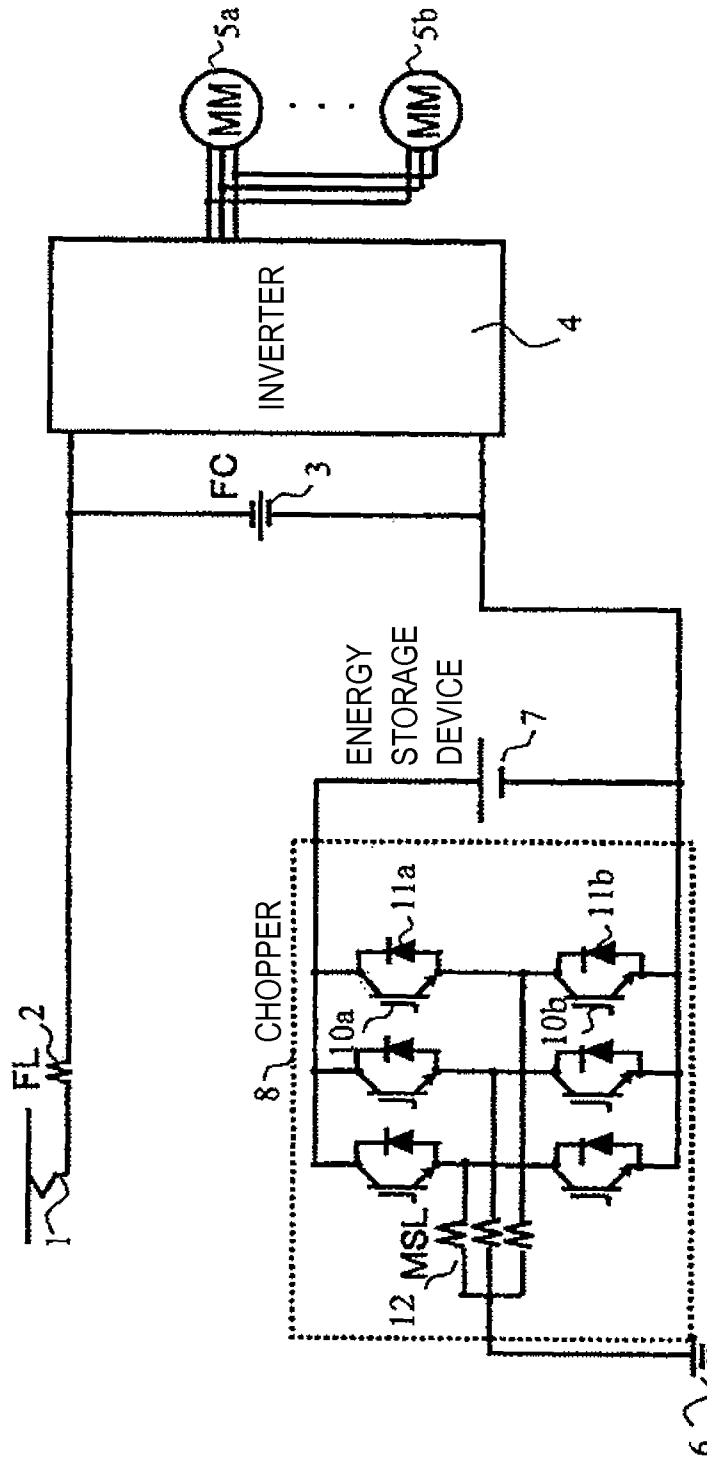 1
FL
2
FC
3
INVERTER
4
MM
5a
MM
5b
8
CHOPPER
10a
11a
10b
11b
12
MSL
ENERGY
STORAGE
DEVICE
7
6